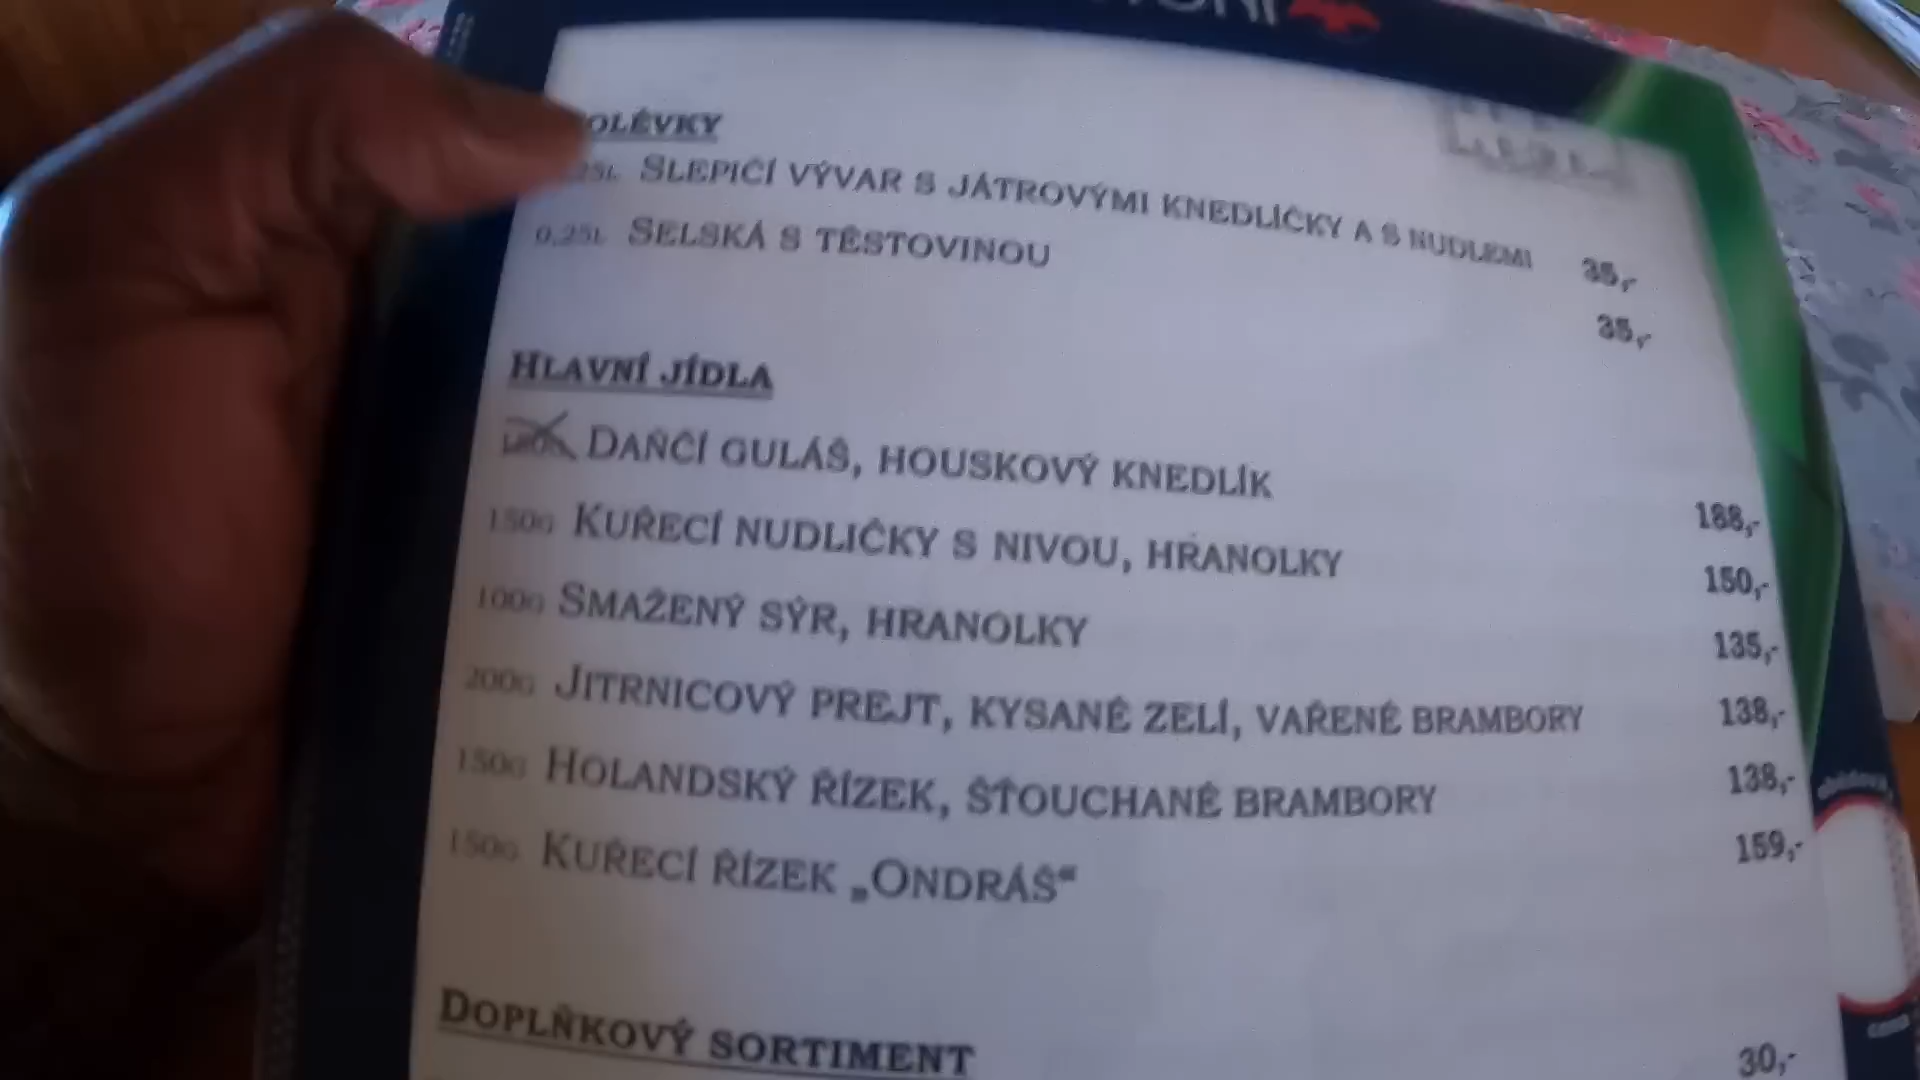 OLÉVKY
25L SLEPIČÍ VÝVAR S JÁTROVÝMI KNEDLÍČKY A S NUDLEMI 35,-
0,25L SELSKÁ S TĚSTOVINOU 35,-
HLAVNÍ JÍDLA
DAŇČÍ GULÁŠ, HOUSKOVÝ KNEDLÍK 188,-
150G KUŘECÍ NUDLIČKY S NIVOU, HRANOLKY 150,-
100G SMAŽENÝ SÝR, HRANOLKY 135,-
200G JITRNICOVÝ PREJT, KYSANÉ ZELÍ, VAŘENÉ BRAMBORY 138,-
150G HOLANDSKÝ ŘÍZEK, ŠŤOUCHANÉ BRAMBORY 138,-
150G KUŘECÍ ŘÍZEK „ONDRÁŠ“ 159,-
DOPLŇKOVÝ SORTIMENT
30,-